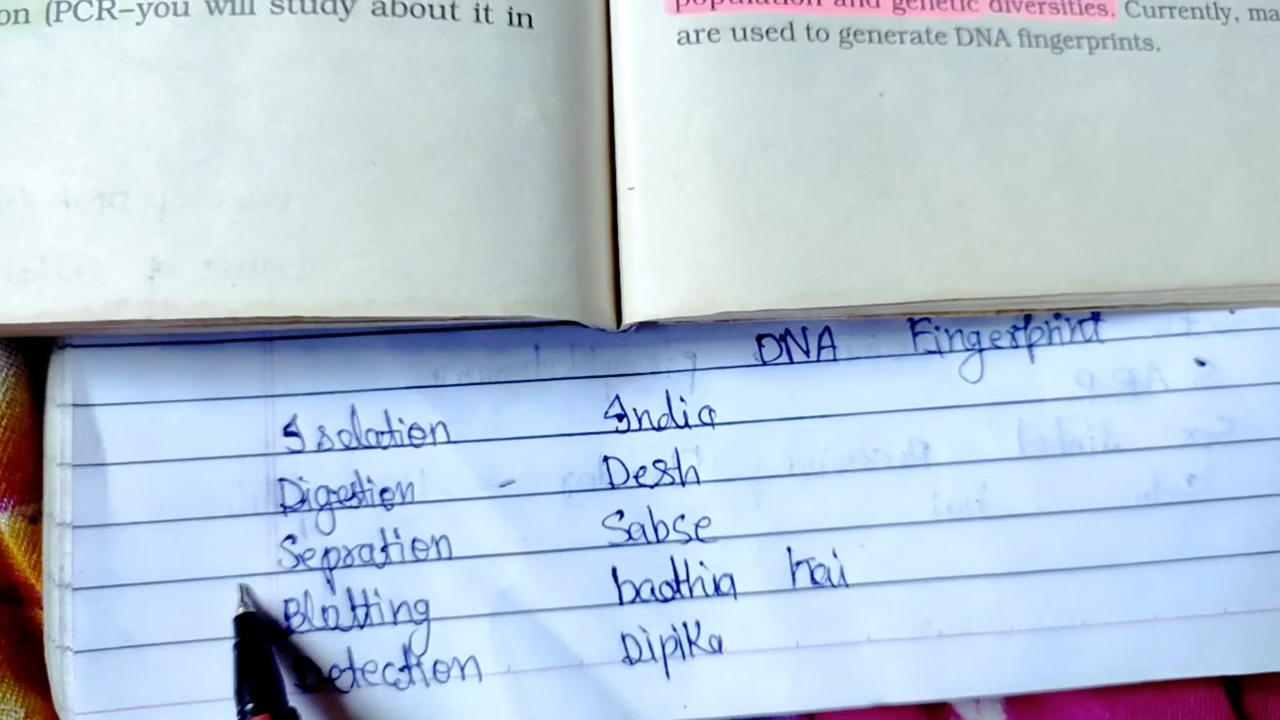 on (PCR–you will study about it in
population and genetic diversities. Currently, ma
are used to generate DNA fingerprints.
DNA Fingerprint
Isolation India
Digestion - Desh
Sepration Sabse
Blotting badhia hai
Detection Dipika